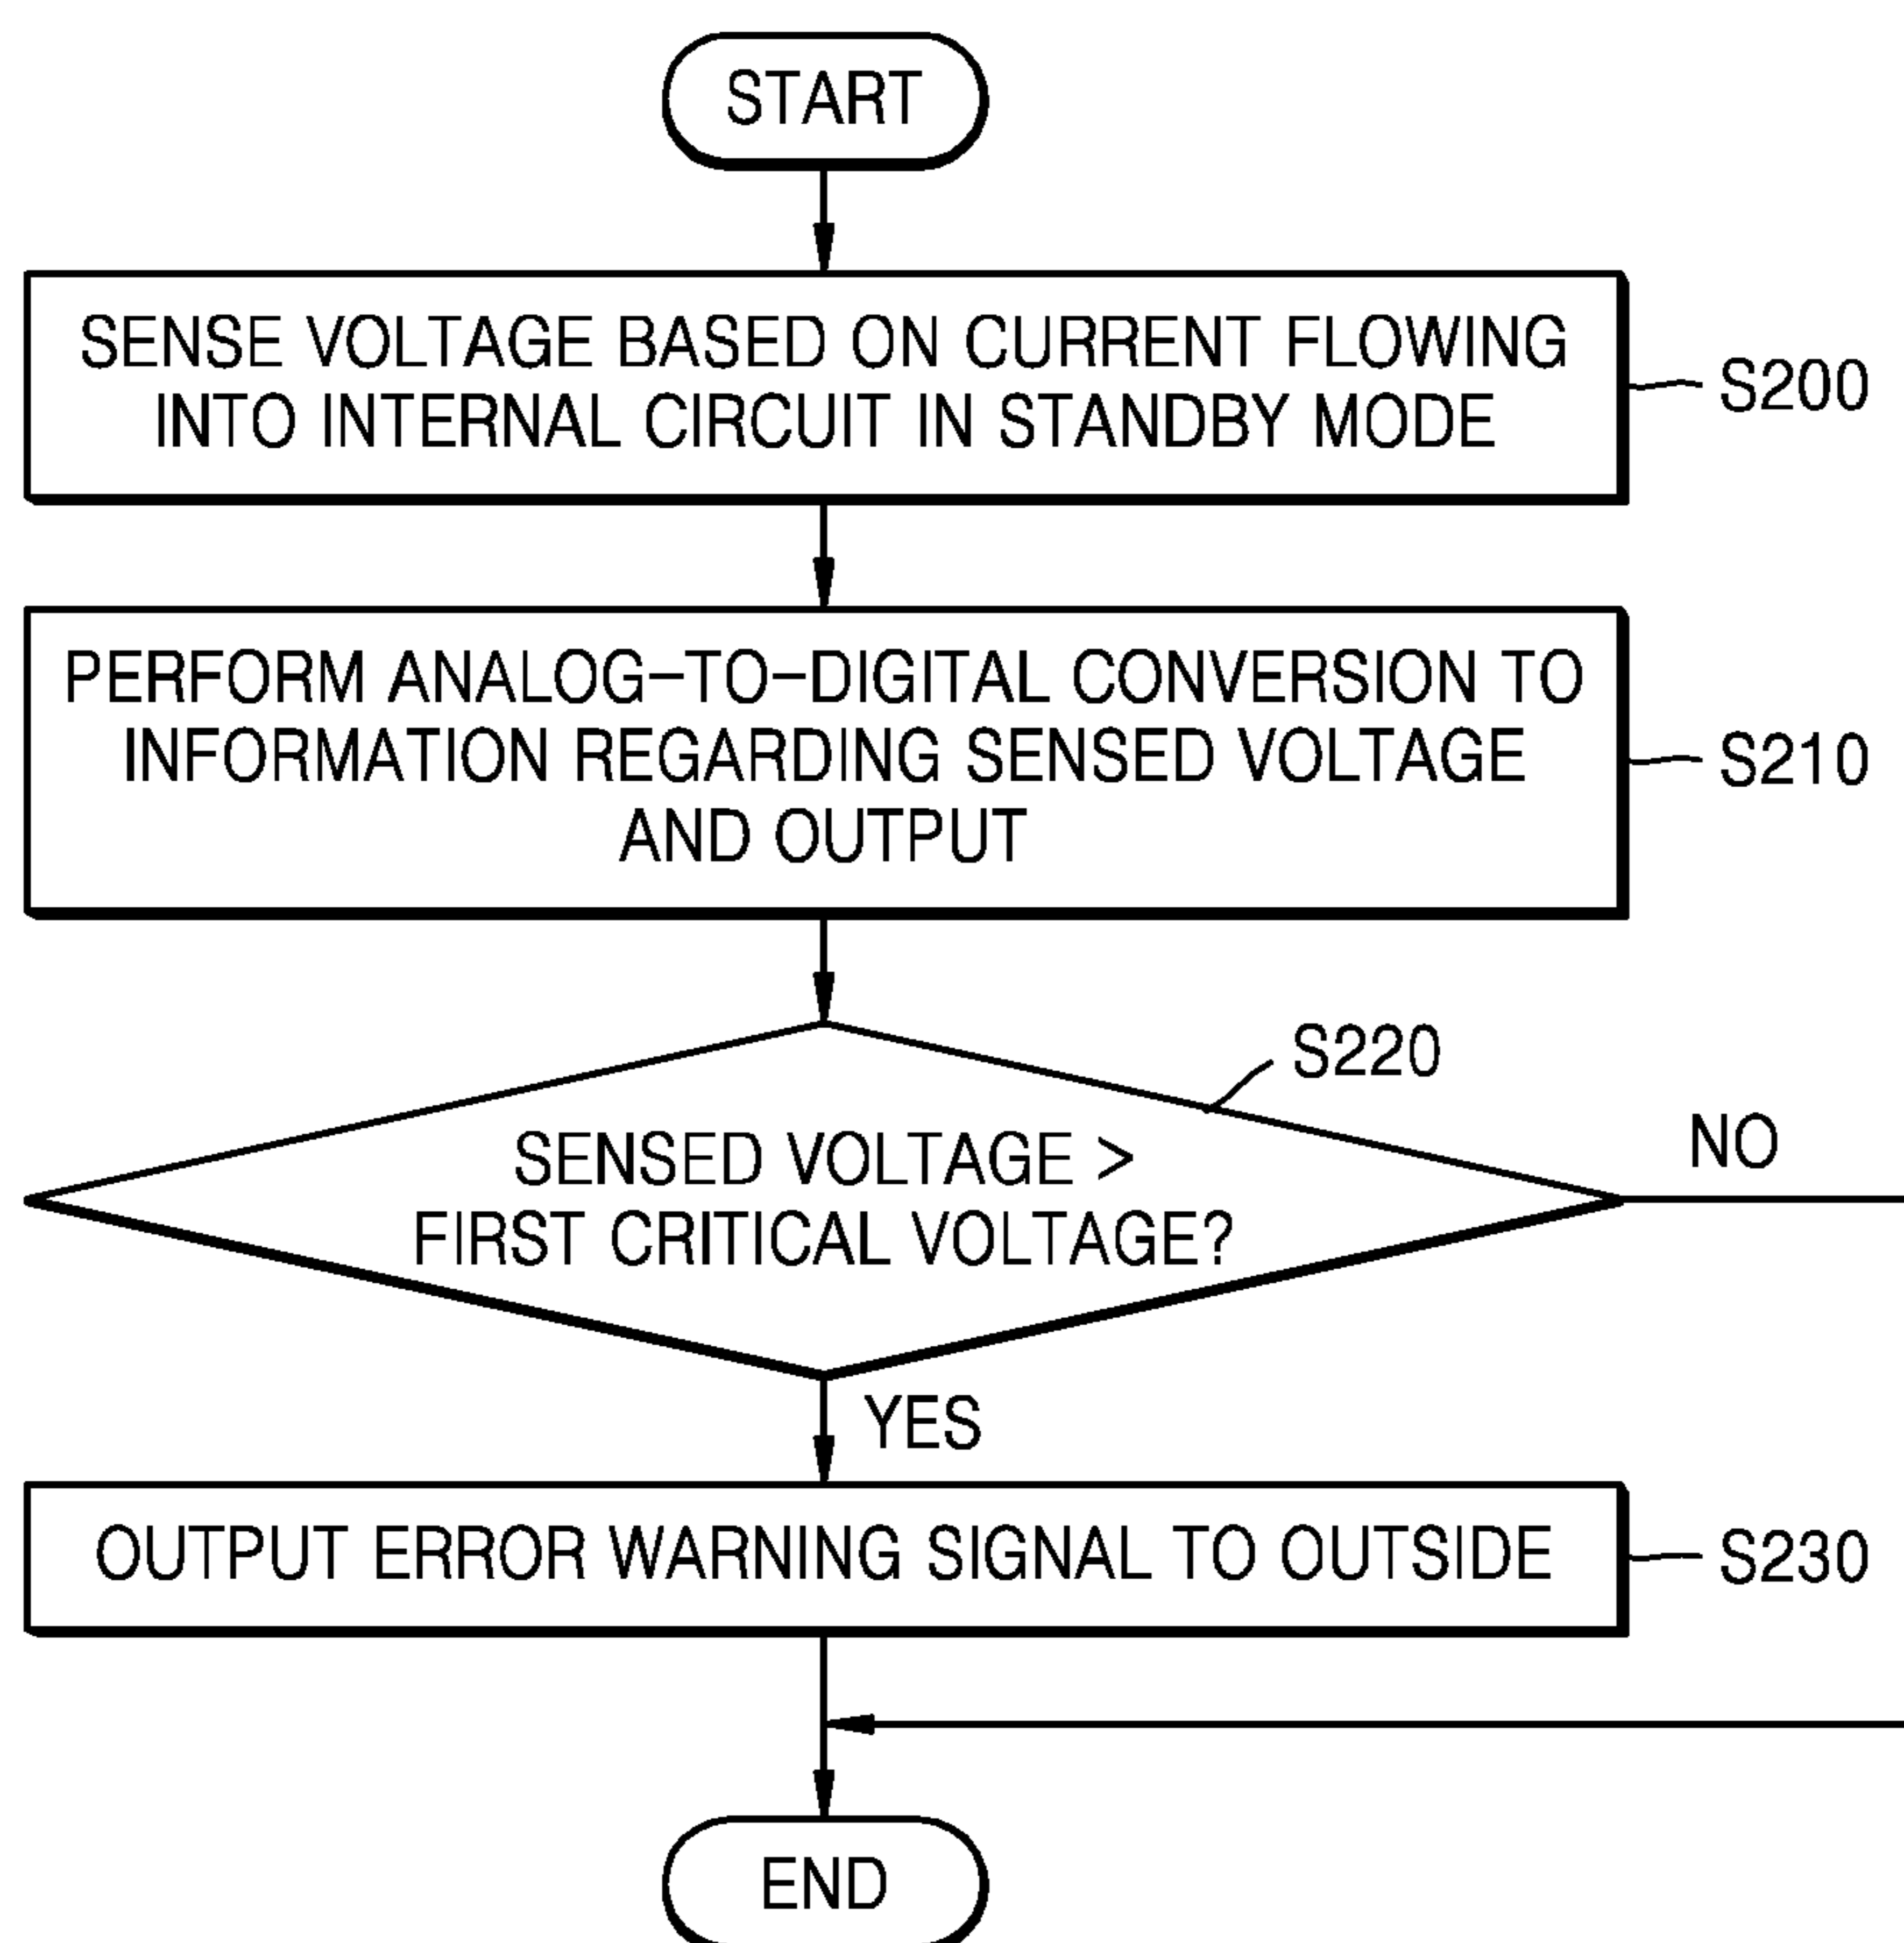 START
SENSE VOLTAGE BASED ON CURRENT FLOWING
INTO INTERNAL CIRCUIT IN STANDBY MODE
S200
PERFORM ANALOG-TO-DIGITAL CONVERSION TO
INFORMATION REGARDING SENSED VOLTAGE
AND OUTPUT
S210
S220
SENSED VOLTAGE >
FIRST CRITICAL VOLTAGE?
NO
YES
OUTPUT ERROR WARNING SIGNAL TO OUTSIDE
S230
END